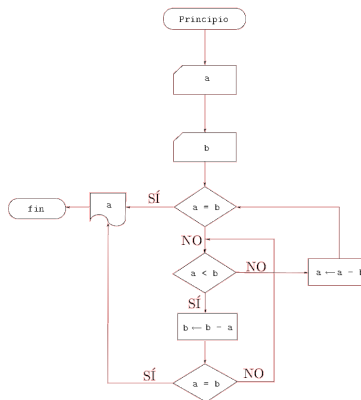 Principio
a
b
SÍ
a
fin
a = b
NO
a < b
NO
a ← a − b
SÍ
b ← b − a
SÍ
a = b
NO